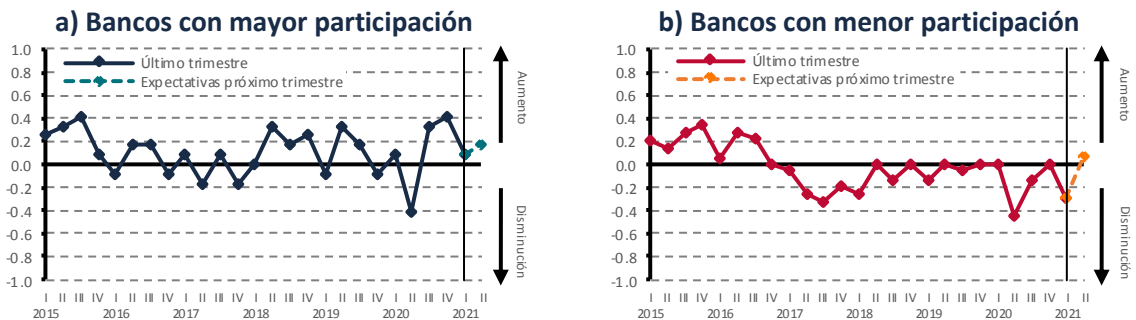 a) Bancos con mayor participación
1.0
0.8
0.6
0.4
0.2
0.0
-0.2
-0.4
-0.6
-0.8
-1.0
Último trimestre
Expectativas próximo trimestre
Aumento
Disminución
I II III IV I II III IV I II III IV I II III IV I II III IV I II III IV I II
2015 2016 2017 2018 2019 2020 2021
b) Bancos con menor participación
1.0
0.8
0.6
0.4
0.2
0.0
-0.2
-0.4
-0.6
-0.8
-1.0
Último trimestre
Expectativas próximo trimestre
Aumento
Disminución
I II III IV I II III IV I II III IV I II III IV I II III IV I II III IV I II
2015 2016 2017 2018 2019 2020 2021